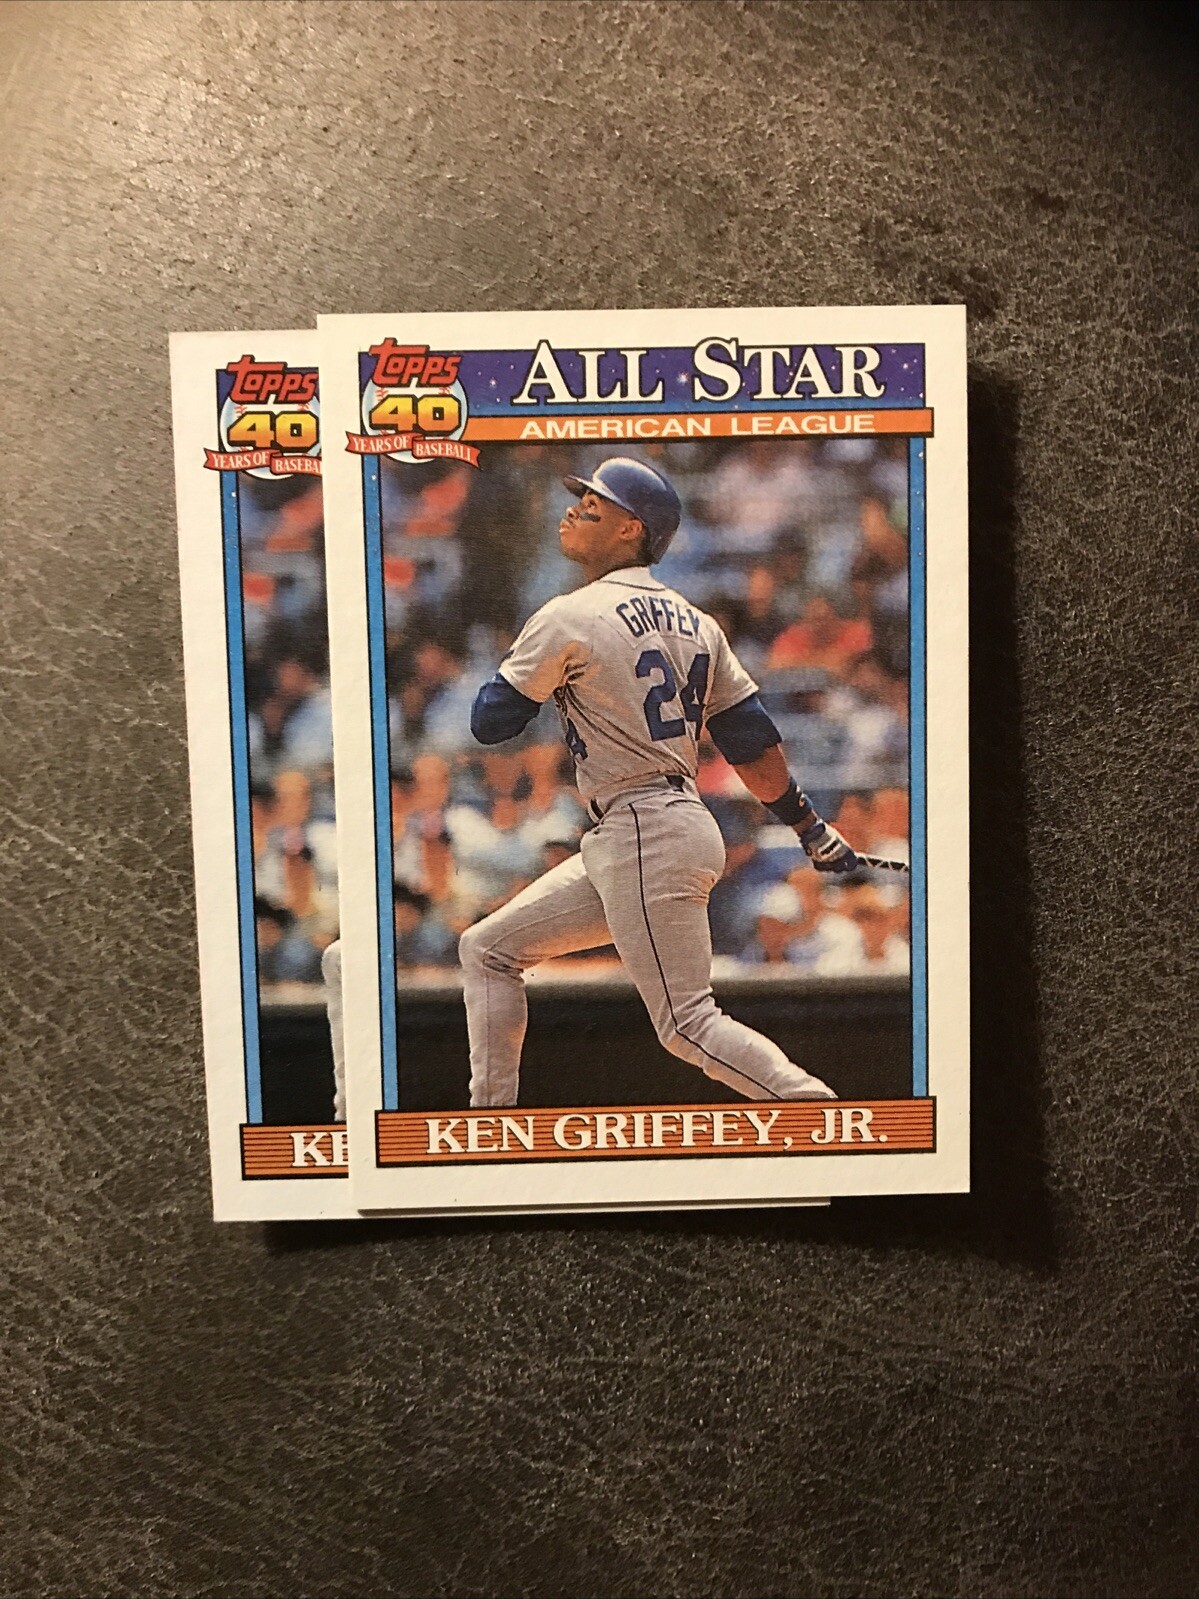 topps
40
YEARS OF BASEBALL
topps
40
YEARS OF BASEBALL
ALL STAR
AMERICAN LEAGUE
GRIFFEY
24
KE
KEN GRIFFEY, JR.